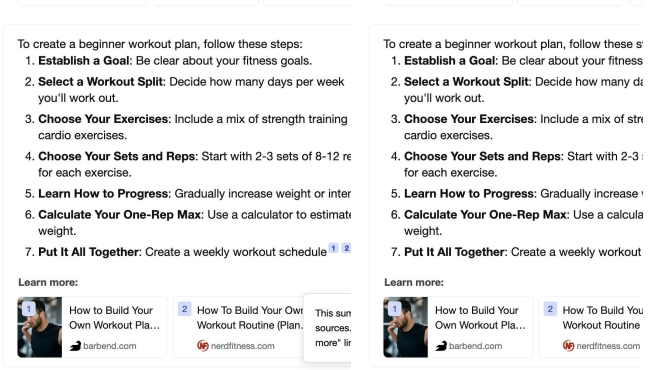 To create a beginner workout plan, follow these steps:
1. Establish a Goal: Be clear about your fitness goals.
2. Select a Workout Split: Decide how many days per week
you'll work out.
3. Choose Your Exercises: Include a mix of strength training
cardio exercises.
4. Choose Your Sets and Reps: Start with 2-3 sets of 8-12
for each exercise.
5. Learn How to Progress: Gradually increase weight or
6. Calculate Your One-Rep Max: Use a calculator to estimate
weight.
7. Put It All Together: Create a weekly workout schedule 1 2
Learn more:
1
How to Build Your
Own Workout Pla...
barbend.com
2
How To Build Your Own
Workout Routine (Plan.
nerdfitness.com
This
sources.
more"
To create a beginner workout plan, follow these
1. Establish a Goal: Be clear about your fitness
2. Select a Workout Split: Decide how many
you'll work out.
3. Choose Your Exercises: Include a mix of
cardio exercises.
4. Choose Your Sets and Reps: Start with 2-3
for each exercise.
5. Learn How to Progress: Gradually increase
6. Calculate Your One-Rep Max: Use a
weight.
7. Put It All Together: Create a weekly workout
Learn more:
1
How to Build Your
Own Workout Pla...
barbend.com
2
How To Build
Workout Routine
nerdfitness.com